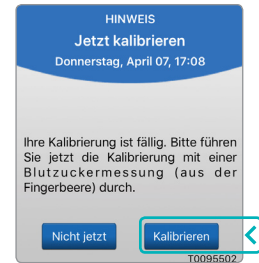 HINWEIS
Jetzt kalibrieren
Donnerstag, April 07, 17:08
Ihre Kalibrierung ist fällig. Bitte führen
Sie jetzt die Kalibrierung mit einer
Blutzuckermessung (aus der
Fingerbeere) durch.
Nicht jetzt
Kalibrieren
T0095502